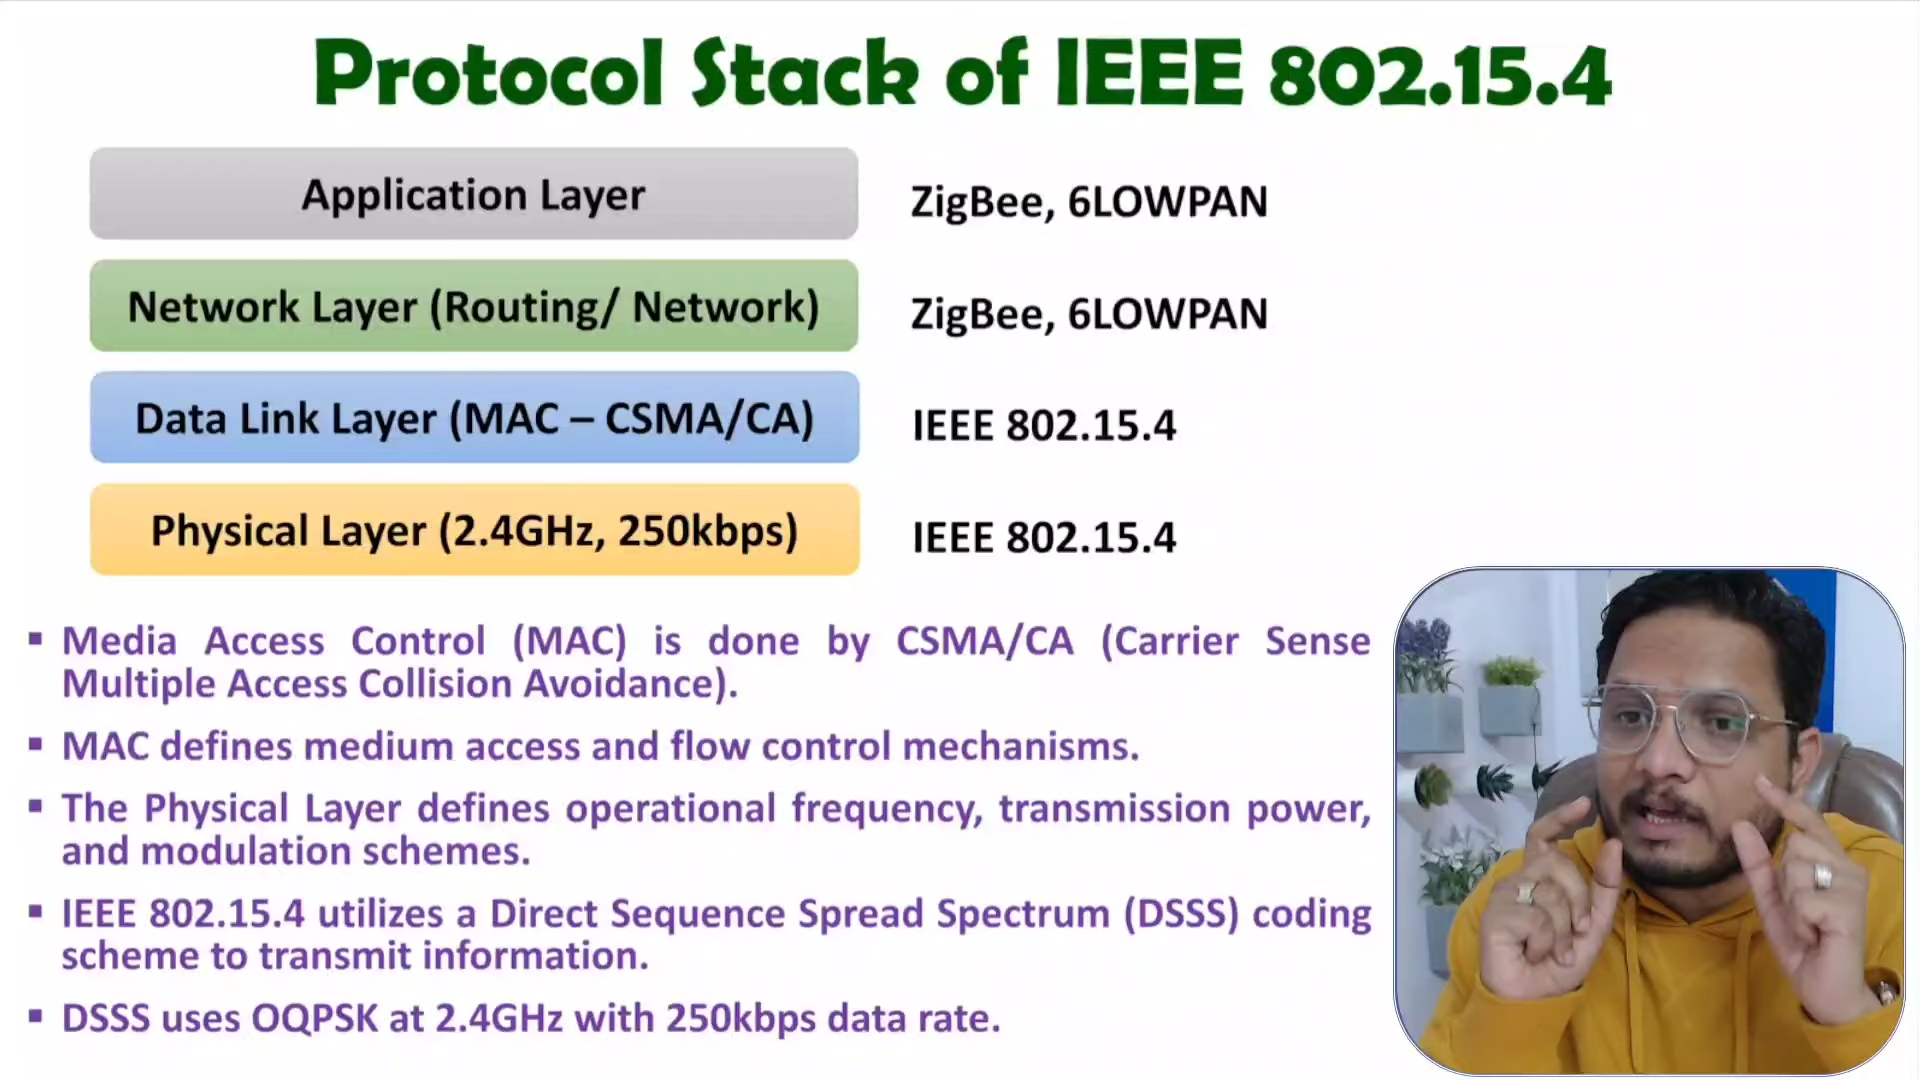 Protocol Stack of IEEE 802.15.4
Application Layer
ZigBee, 6LOWPAN
Network Layer (Routing/ Network)
ZigBee, 6LOWPAN
Data Link Layer (MAC – CSMA/CA)
IEEE 802.15.4
Physical Layer (2.4GHz, 250kbps)
IEEE 802.15.4
▪ Media Access Control (MAC) is done by CSMA/CA (Carrier Sense
Multiple Access Collision Avoidance).
▪ MAC defines medium access and flow control mechanisms.
▪ The Physical Layer defines operational frequency, transmission power,
and modulation schemes.
▪ IEEE 802.15.4 utilizes a Direct Sequence Spread Spectrum (DSSS) coding
scheme to transmit information.
▪ DSSS uses OQPSK at 2.4GHz with 250kbps data rate.